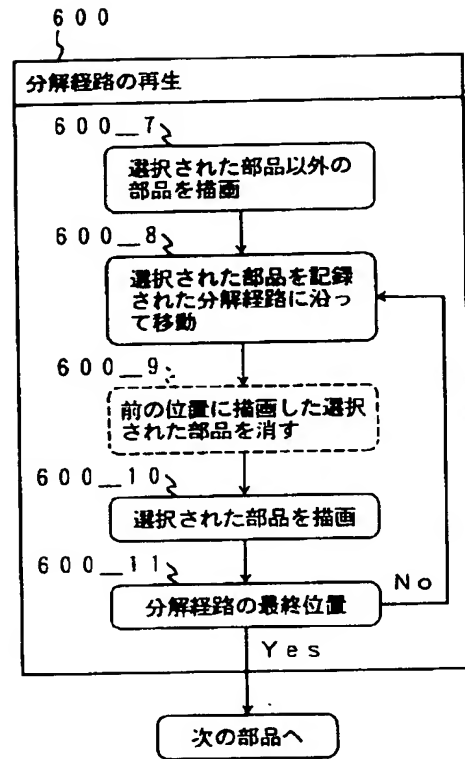 600
分解経路の再生
600_7
選択された部品以外の
部品を描画
600_8
選択された部品を記録
された分解経路に沿っ
て移動
600_9
前の位置に描画した選択
された部品を消す
600_10
選択された部品を描画
600_11
分解経路の最終位置
No
Yes
次の部品へ